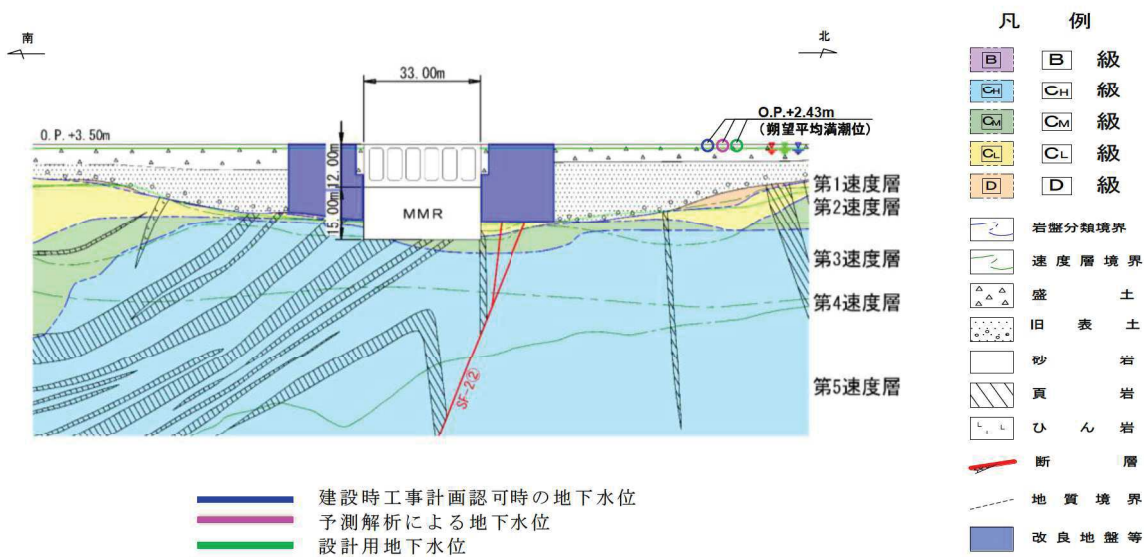 南
北
33.00m
O.P.+3.50m
O.P.+2.43m
(朔望平均満潮位)
12.00m
15.00m
MMR
第1速度層
第2速度層
第3速度層
第4速度層
第5速度層
SF-2②
建設時工事計画認可時の地下水位
予測解析による地下水位
設計用地下水位
凡 例
B B 級
CH CH 級
CM CM 級
CL CL 級
D D 級
岩盤分類境界
速度層境界
盛土
旧表土
砂岩
頁岩
ひん岩
断層
地質境界
改良地盤等